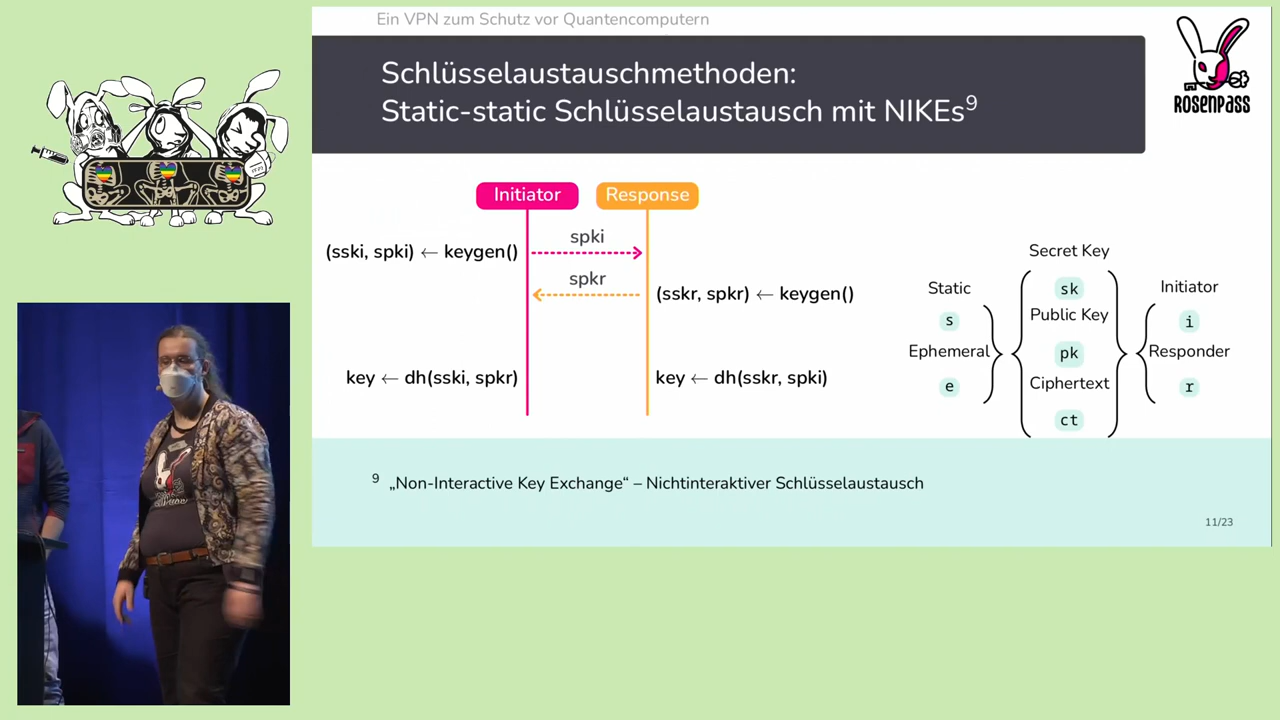 Ein VPN zum Schutz vor Quantencomputern
Schlüsselaustauschmethoden:
Static-static Schlüsselaustausch mit NIKEs⁹
ROSENPASS
Initiator
Response
spki
(sski, spki) ← keygen()
spkr
(sskr, spkr) ← keygen()
key ← dh(sski, spkr)
key ← dh(sskr, spki)
Secret Key
Static
sk
Initiator
s
Public Key
i
Ephemeral
pk
Responder
e
Ciphertext
r
ct
⁹ „Non-Interactive Key Exchange“ – Nichtinteraktiver Schlüsselaustausch
11/23